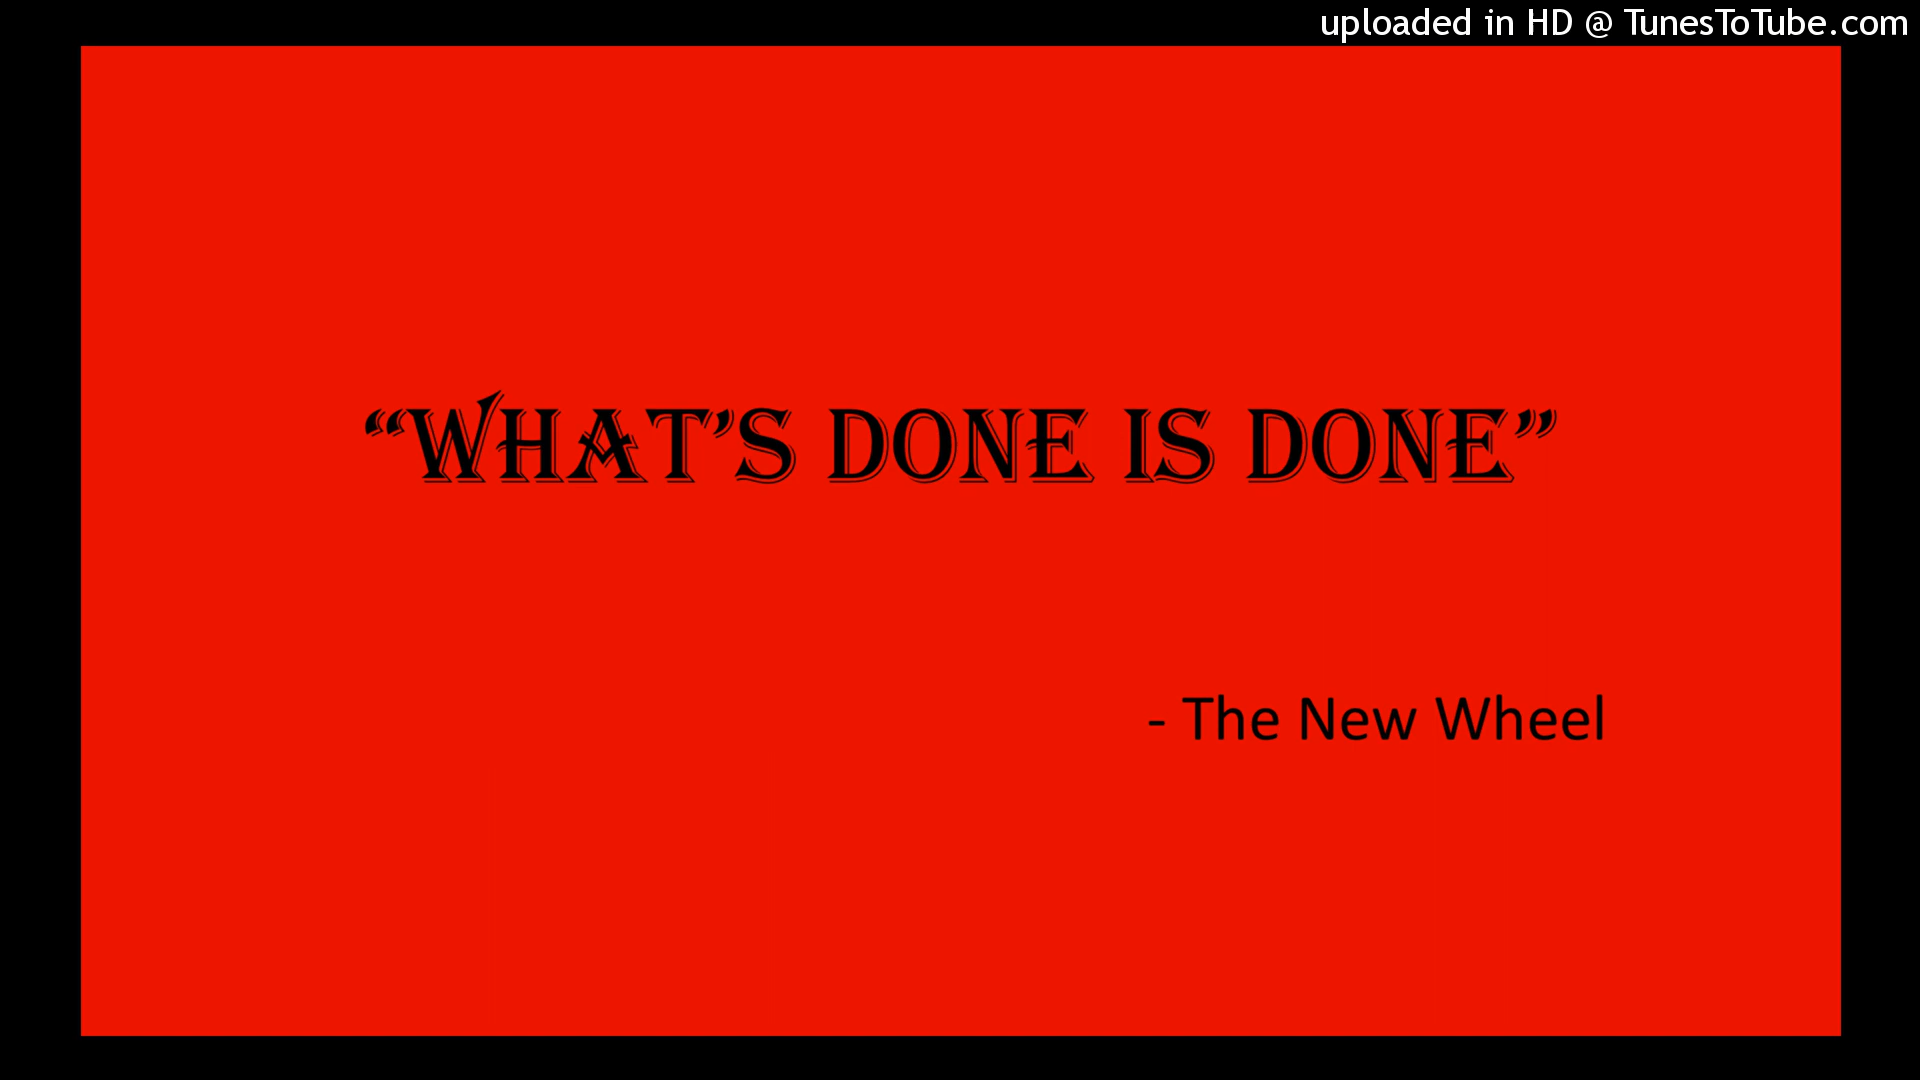 uploaded in HD @ TunesToTube.com
“WHAT’S DONE IS DONE”
- The New Wheel